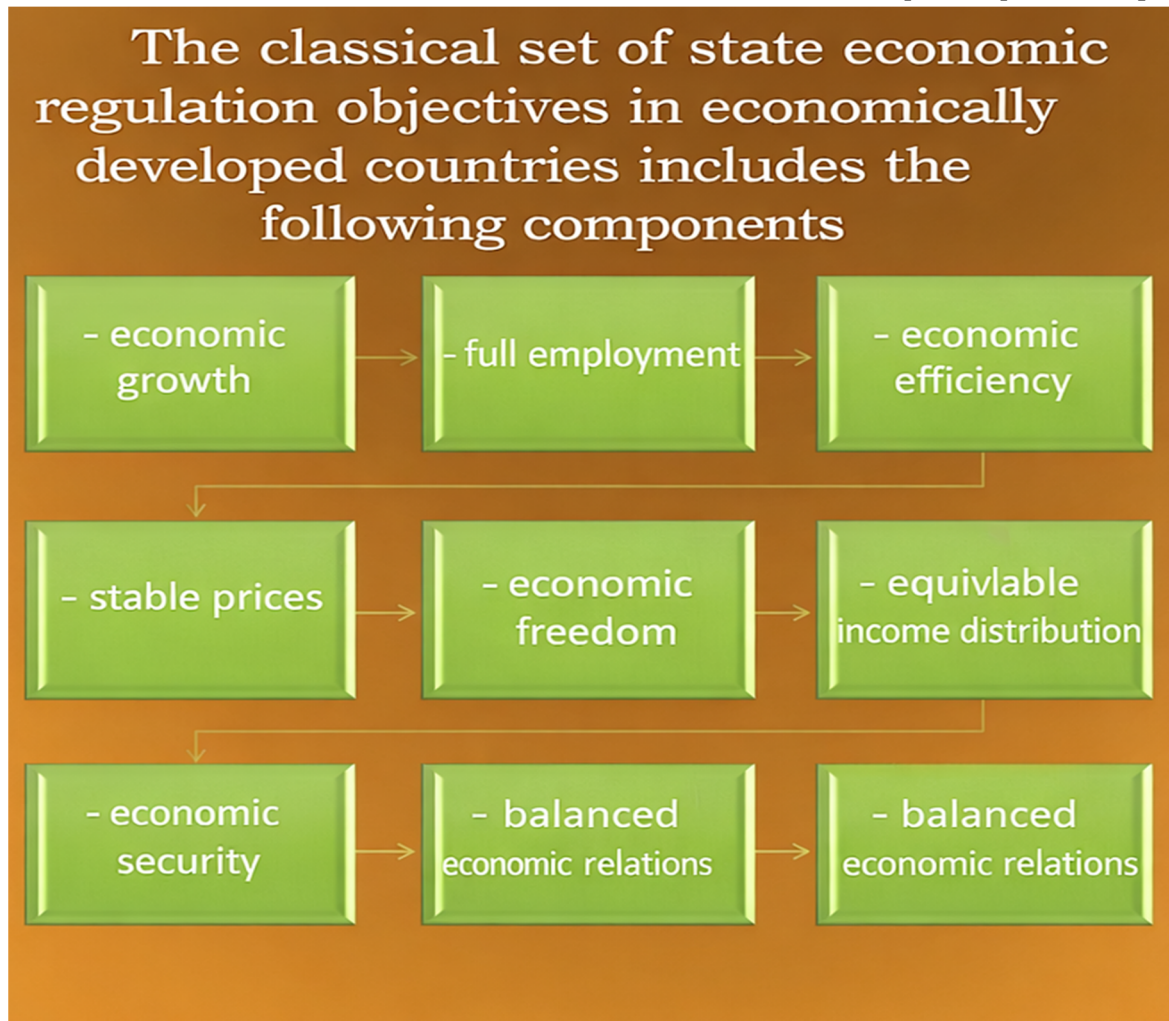 The classical set of state economic
regulation objectives in economically
developed countries includes the
following components
- economic
growth
- full employment
- economic
efficiency
- stable prices
- economic
freedom
- equivlable
income distribution
- economic
security
- balanced
economic relations
- balanced
economic relations